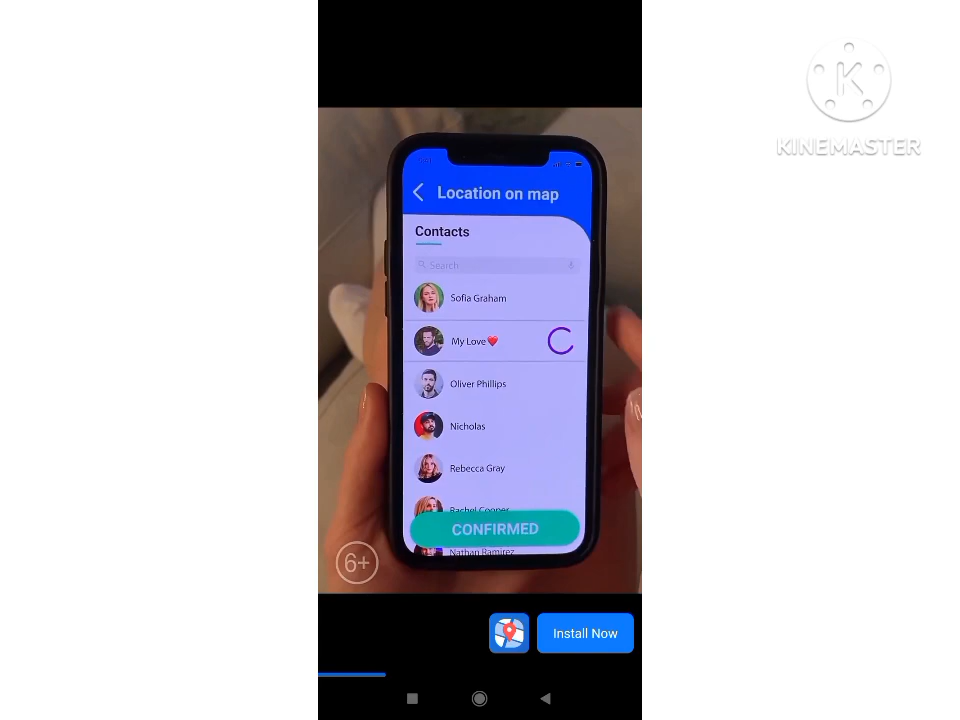 KINEMASTER
Location on map
Contacts
Search
Sofia Graham
My Love❤️
Oliver Phillips
Nicholas
Rebecca Gray
Rachel Cooper
CONFIRMED
Nathan Ramirez
6+
Install Now